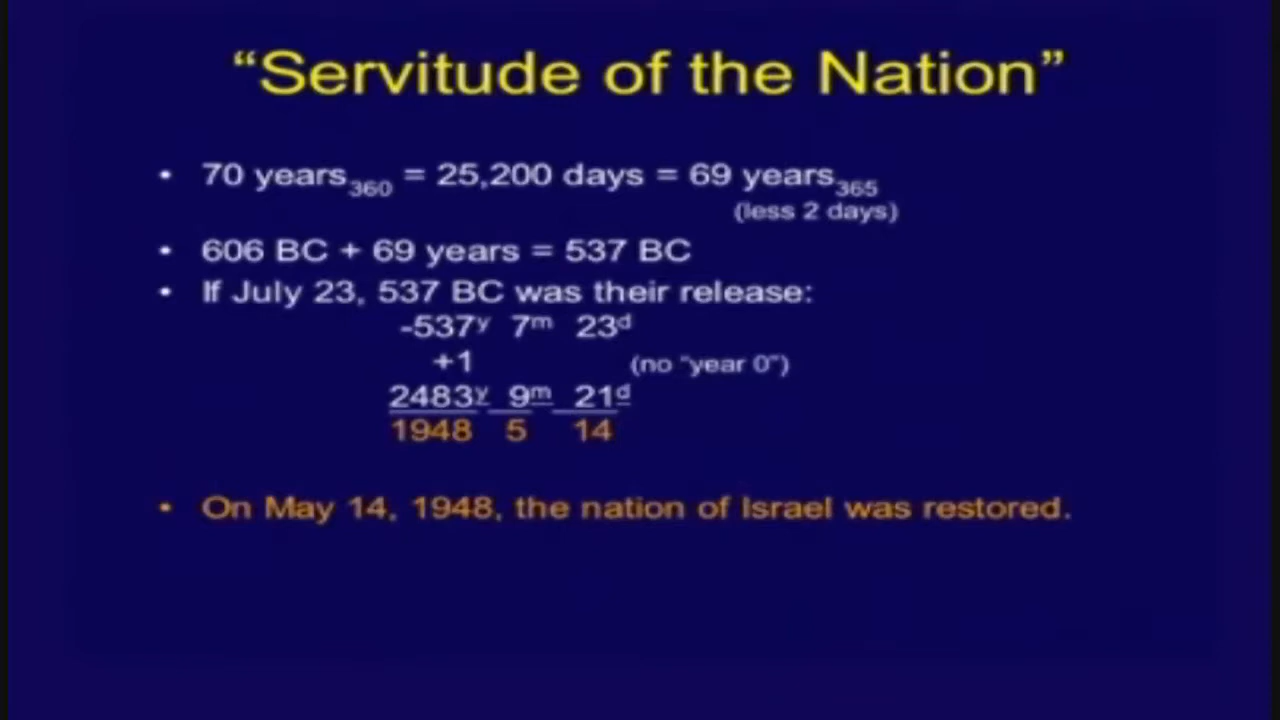 “Servitude of the Nation”
• 70 years360 = 25,200 days = 69 years365
(less 2 days)
• 606 BC + 69 years = 537 BC
• If July 23, 537 BC was their release:
-537y 7m 23d
+1 (no "year 0")
2483y 9m 21d
1948 5 14
• On May 14, 1948, the nation of Israel was restored.